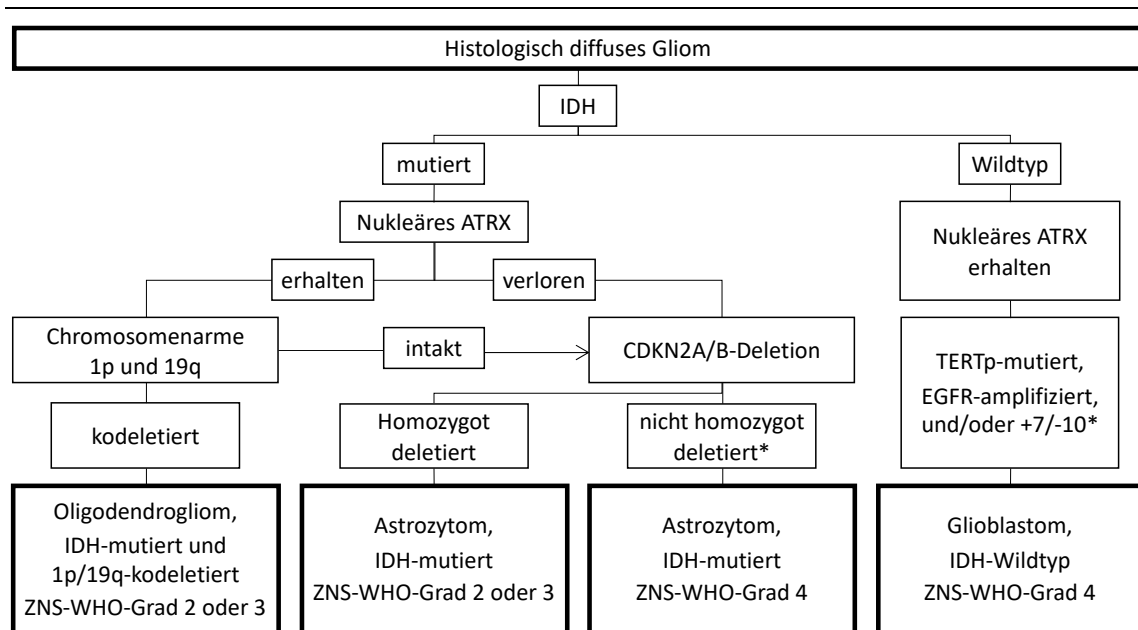 Histologisch diffuses Gliom
IDH
mutiert
Wildtyp
Nukleäres ATRX
Nukleäres ATRX
erhalten
erhalten
verloren
Chromosomenarme
1p und 19q
intakt
CDKN2A/B-Deletion
TERTp-mutiert,
EGFR-amplifiziert,
und/oder +7/-10*
kodeletiert
Homozygot
deletiert
nicht homozygot
deletiert*
Oligodendrogliom,
IDH-mutiert und
1p/19q-kodeletiert
ZNS-WHO-Grad 2 oder 3
Astrozytom,
IDH-mutiert
ZNS-WHO-Grad 2 oder 3
Astrozytom,
IDH-mutiert
ZNS-WHO-Grad 4
Glioblastom,
IDH-Wildtyp
ZNS-WHO-Grad 4